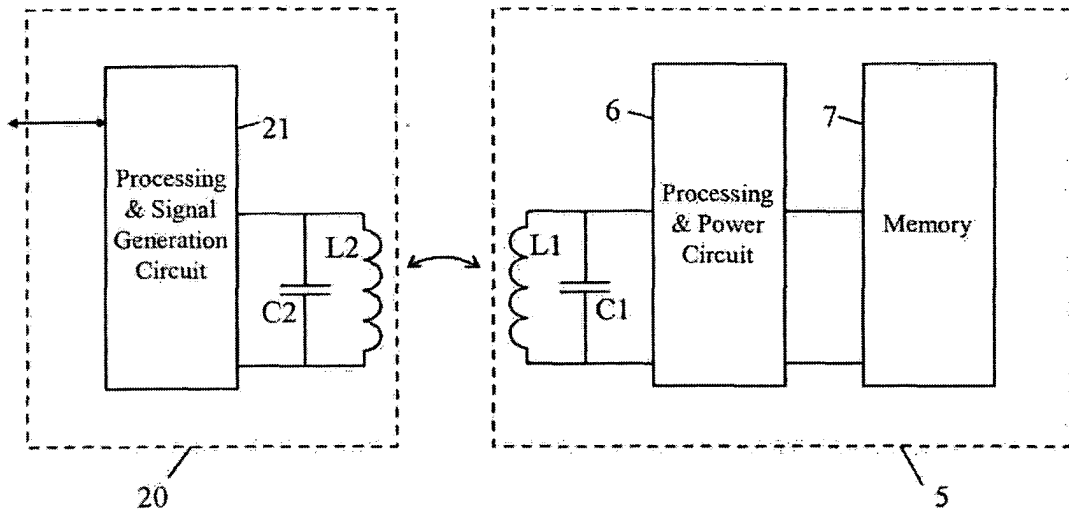 21
Processing
& Signal
Generation
Circuit
L2
C2
20
6
7
L1
C1
Processing
& Power
Circuit
Memory
5